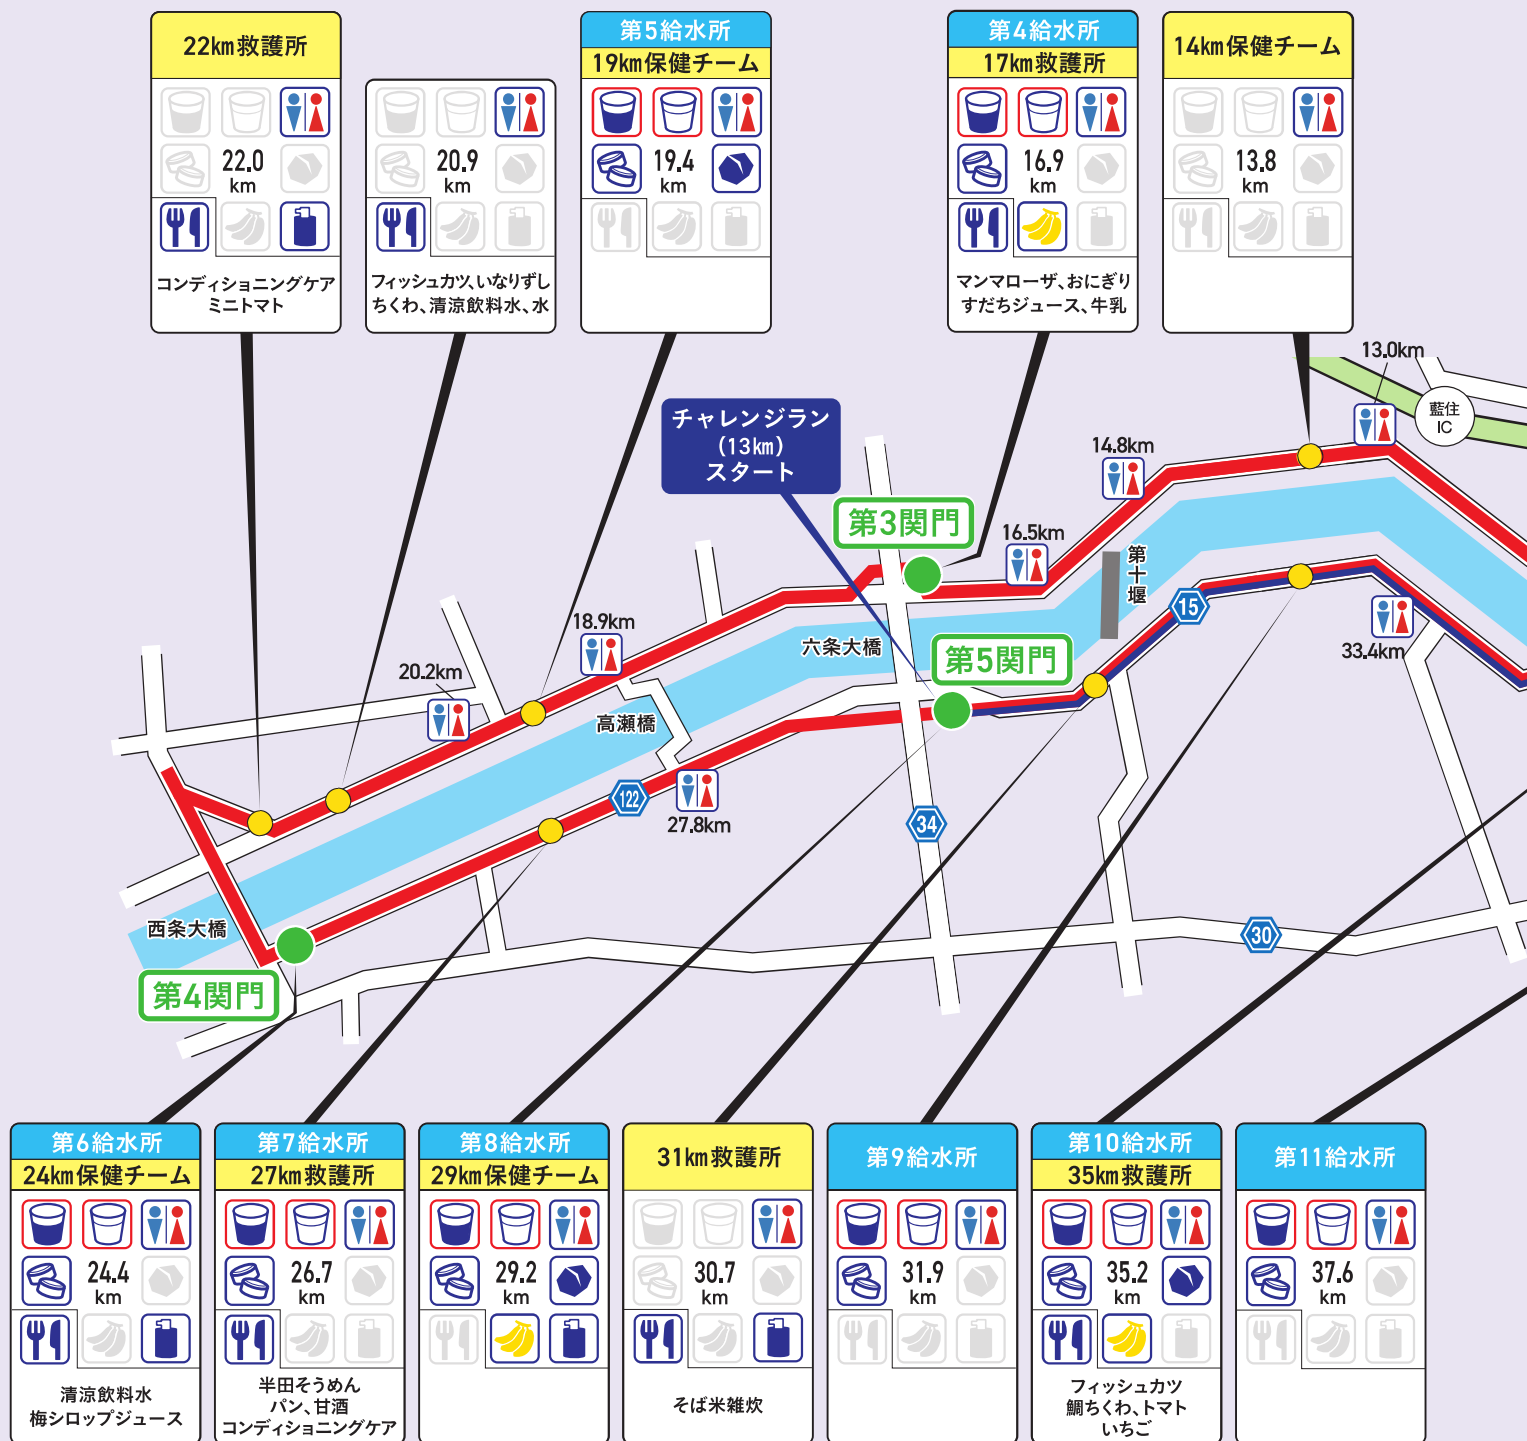 22km救護所
22.0
km
コンディショニングケア
ミニトマト
20.9
km
フィッシュカツ、いなりずし
ちくわ、清涼飲料水、水
第5給水所
19km保健チーム
19.4
km
第4給水所
17km救護所
16.9
km
マンマローザ、おにぎり
すだちジュース、牛乳
14km保健チーム
13.8
km
13.0km
藍住
IC
チャレンジラン
(13km)
スタート
14.8km
第3関門
16.5km
第十堰
15
33.4km
18.9km
六条大橋
第5関門
20.2km
高瀬橋
122
27.8km
34
西条大橋
30
第4関門
第6給水所
24km保健チーム
24.4
km
清涼飲料水
梅シロップジュース
第7給水所
27km救護所
26.7
km
半田そうめん
パン、甘酒
コンディショニングケア
第8給水所
29km保健チーム
29.2
km
31km救護所
30.7
km
そば米雑炊
第9給水所
31.9
km
第10給水所
35km救護所
35.2
km
フィッシュカツ
鯛ちくわ、トマト
いちご
第11給水所
37.6
km